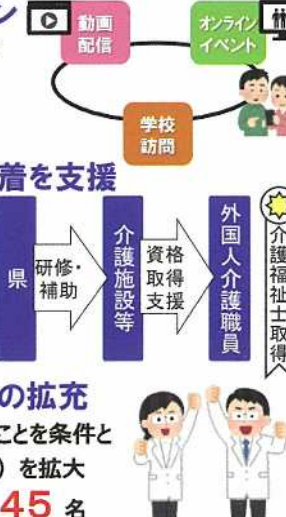 ン
動画
配信
オンライン
イベント
学校
訪問
着を支援
県
研修・
補助
介護施設等
資格
取得
支援
外国人介護職員
介護福祉士取得
の拡充
ことを条件と
）を拡大
45 名